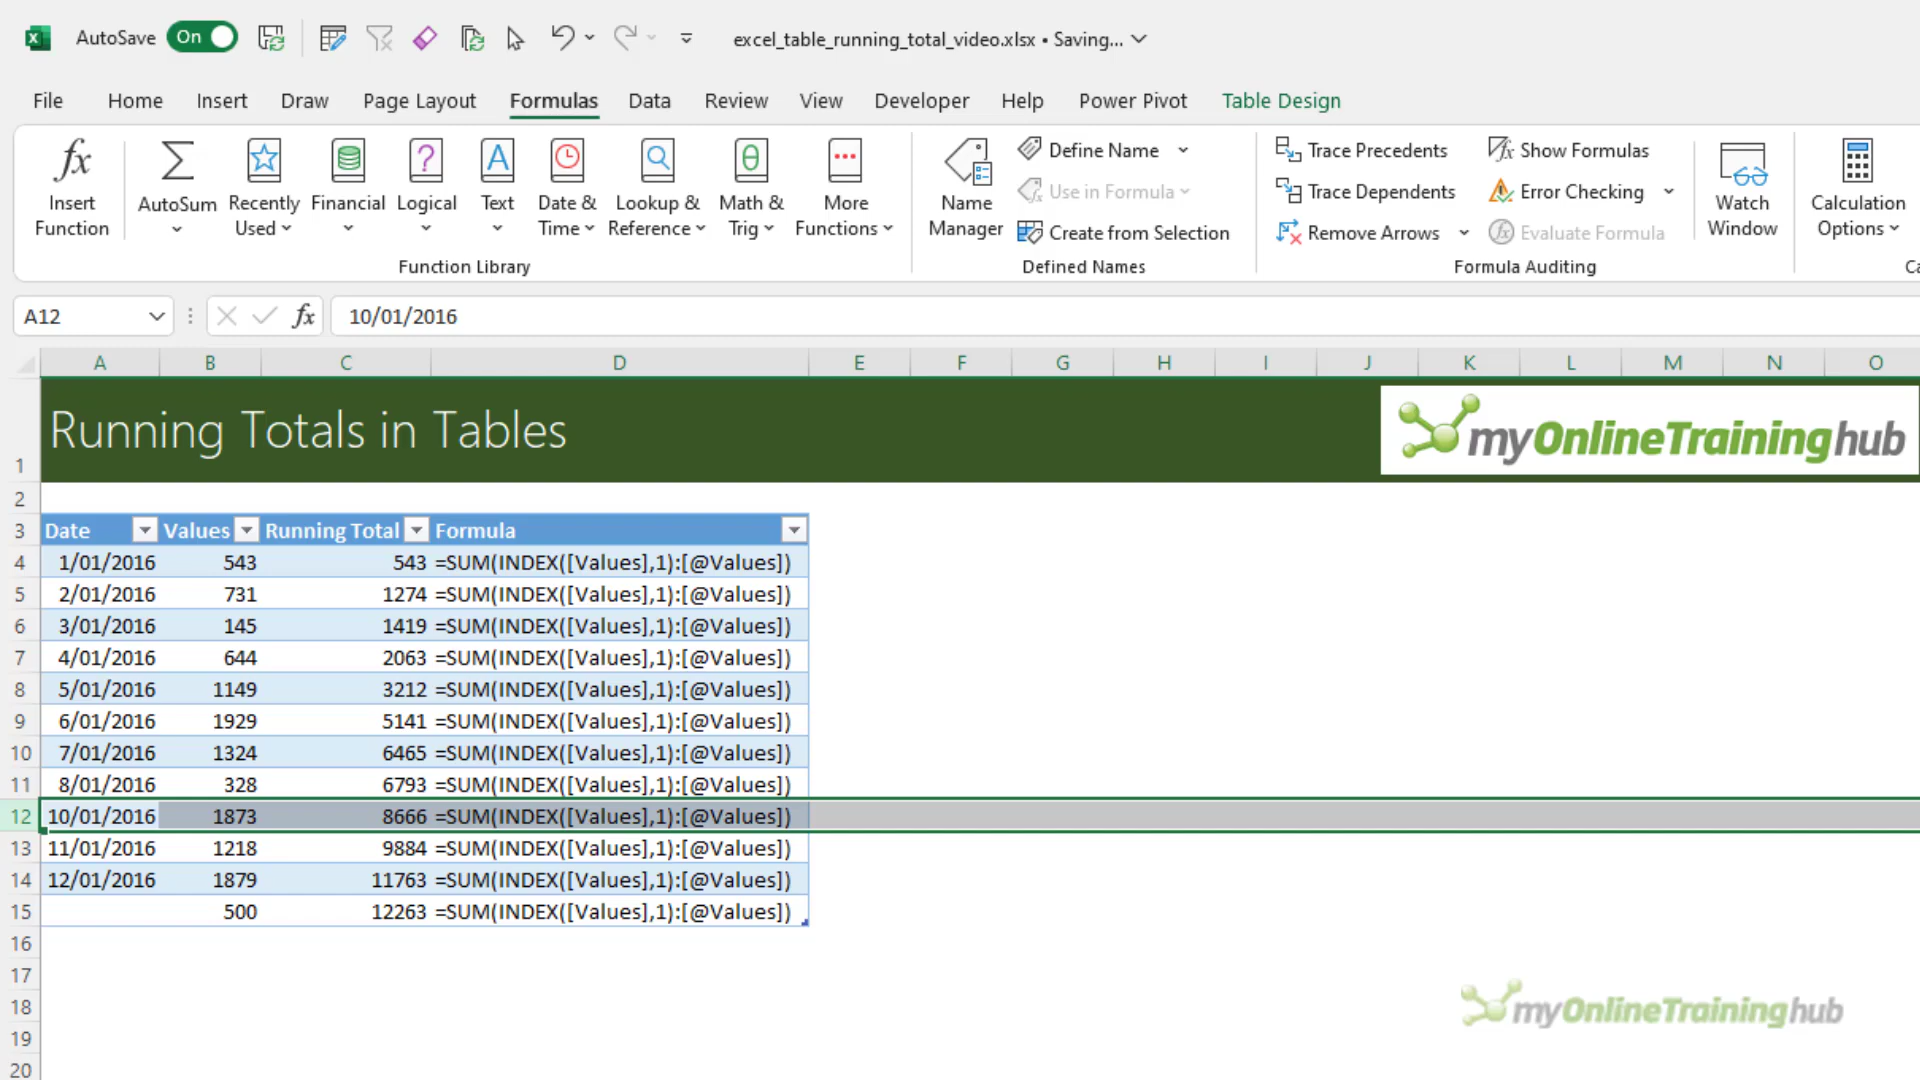 AutoSave On excel_table_running_total_video.xlsx • Saving...
File Home Insert Draw Page Layout Formulas Data Review View Developer Help Power Pivot Table Design
Insert Function AutoSum Recently Used Financial Logical Text Date & Time Lookup & Reference Math & Trig More Functions
Function Library
Name Manager Define Name Use in Formula Create from Selection
Defined Names
Trace Precedents Trace Dependents Remove Arrows Show Formulas Error Checking Evaluate Formula
Formula Auditing
Watch Window
Calculation Options
A12 fx 10/01/2016
A B C D E F G H I J K L M N O
1 Running Totals in Tables myOnlineTraininghub
2
3 Date Values Running Total Formula
4 1/01/2016 543 543 =SUM(INDEX([Values],1):[@Values])
5 2/01/2016 731 1274 =SUM(INDEX([Values],1):[@Values])
6 3/01/2016 145 1419 =SUM(INDEX([Values],1):[@Values])
7 4/01/2016 644 2063 =SUM(INDEX([Values],1):[@Values])
8 5/01/2016 1149 3212 =SUM(INDEX([Values],1):[@Values])
9 6/01/2016 1929 5141 =SUM(INDEX([Values],1):[@Values])
10 7/01/2016 1324 6465 =SUM(INDEX([Values],1):[@Values])
11 8/01/2016 328 6793 =SUM(INDEX([Values],1):[@Values])
12 10/01/2016 1873 8666 =SUM(INDEX([Values],1):[@Values])
13 11/01/2016 1218 9884 =SUM(INDEX([Values],1):[@Values])
14 12/01/2016 1879 11763 =SUM(INDEX([Values],1):[@Values])
15 500 12263 =SUM(INDEX([Values],1):[@Values])
16
17
18 myOnlineTraininghub
19
20